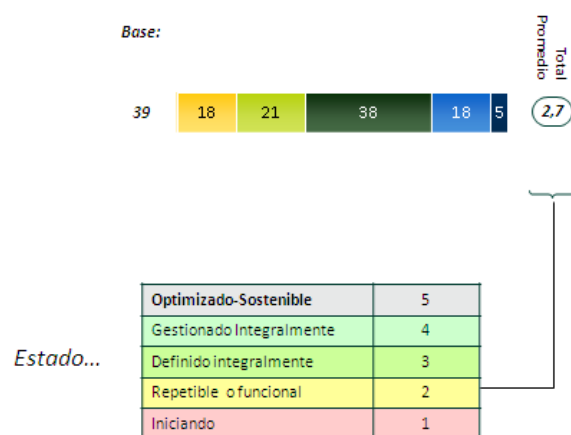 Base:
Total
Promedio
39 18 21 38 18 5 2,7
Optimizado-Sostenible 5
Gestionado Integralmente 4
Estado... Definido integralmente 3
Repetible o funcional 2
Iniciando 1